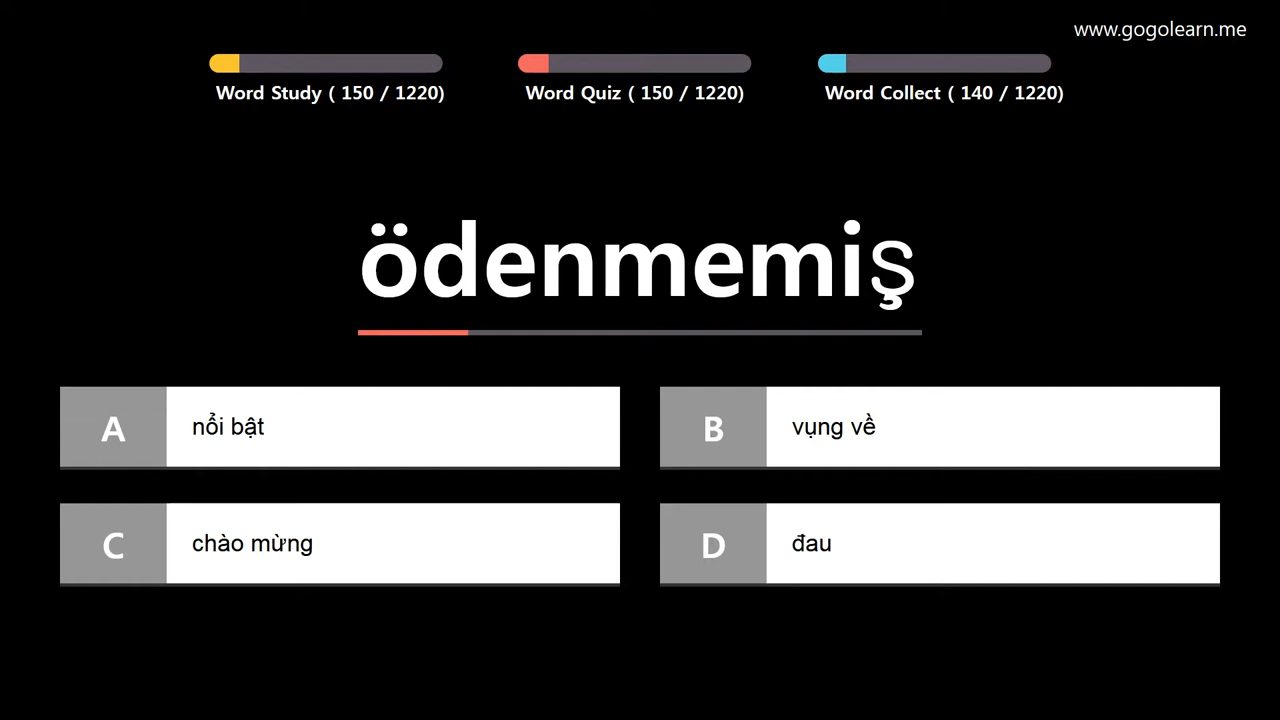 www.gogolearn.me
Word Study ( 150 / 1220)
Word Quiz ( 150 / 1220)
Word Collect ( 140 / 1220)
ödenmemiş
A
nổi bật
B
vụng về
C
chào mừng
D
đau